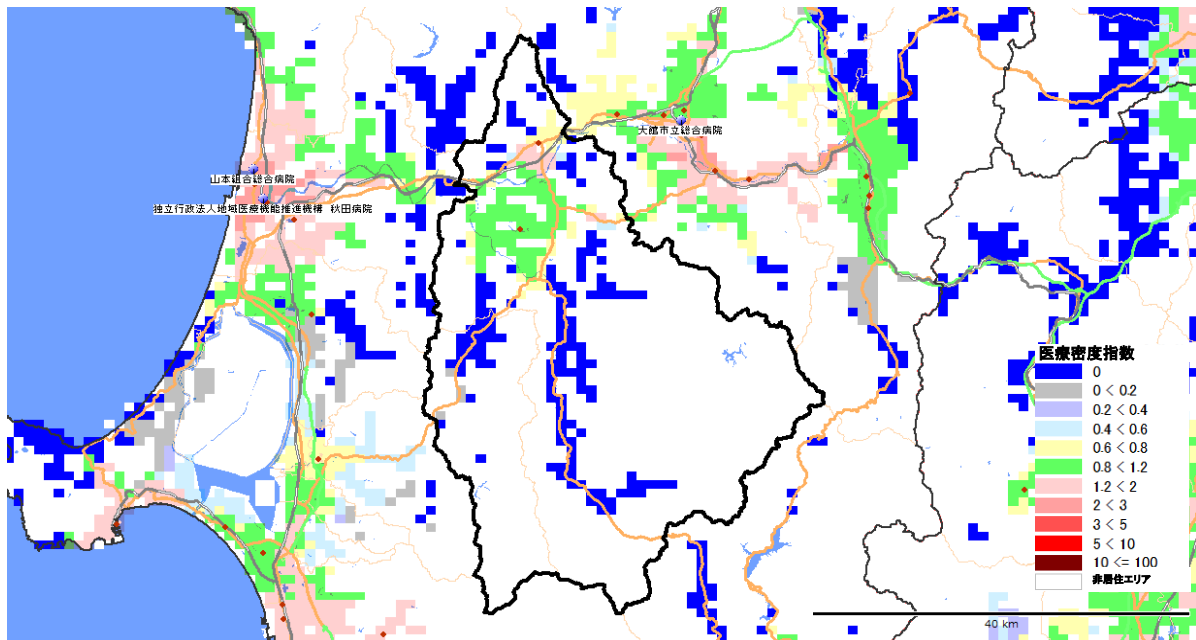 大館市立総合病院
山本組合総合病院
独立行政法人地域医療機能推進機構 秋田病院
医療密度指数
0
0 < 0.2
0.2 < 0.4
0.4 < 0.6
0.6 < 0.8
0.8 < 1.2
1.2 < 2
2 < 3
3 < 5
5 < 10
10 <= 100
非居住エリア
40 km